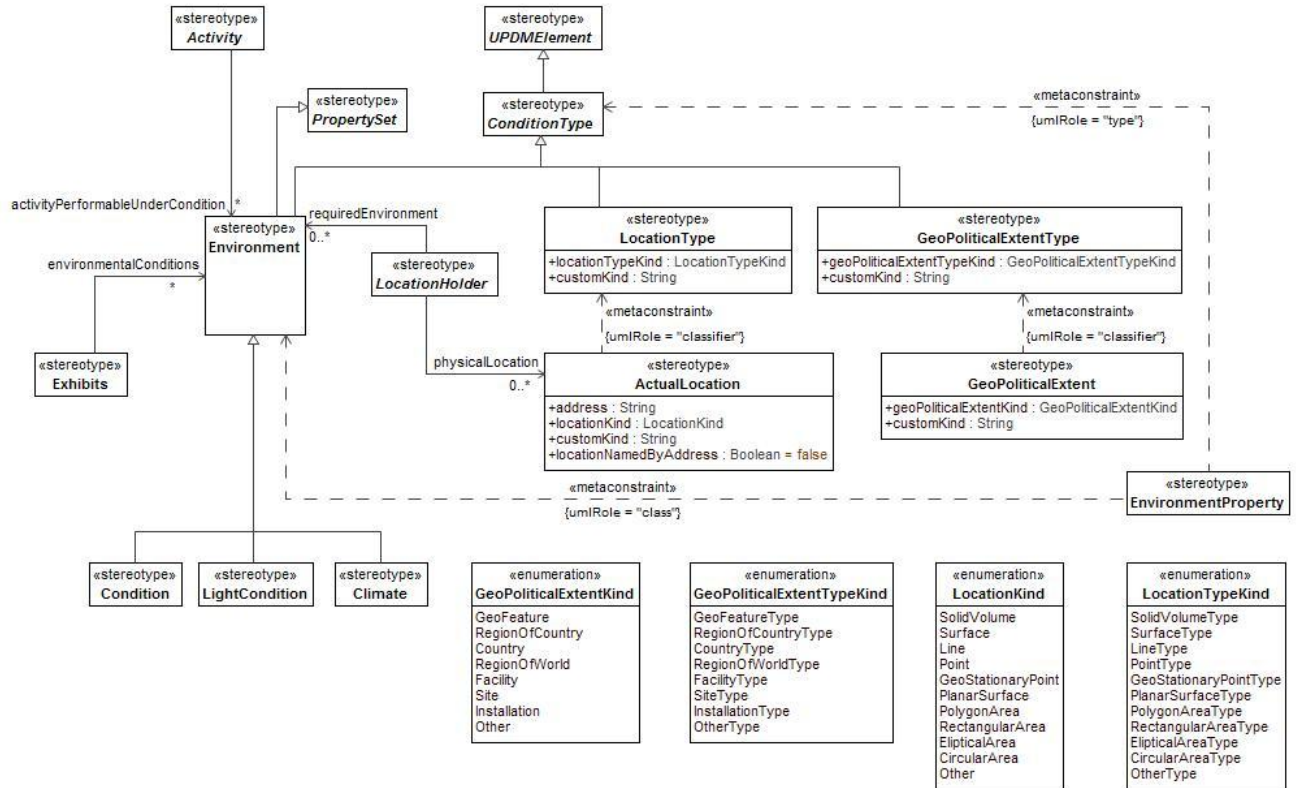 «stereotype»
Activity
«stereotype»
UPDMElement
«stereotype»
PropertySet
«stereotype»
ConditionType
«metaconstraint»
{umlRole = "type"}
activityPerformableUnderCondition
*
requiredEnvironment
0..*
«stereotype»
Environment
environmentalConditions
*
«stereotype»
LocationHolder
«stereotype»
LocationType
+locationTypeKind : LocationTypeKind
+customKind : String
«stereotype»
GeoPoliticalExtentType
+geoPoliticalExtentTypeKind : GeoPoliticalExtentTypeKind
+customKind : String
«metaconstraint»
{umlRole = "classifier"}
«metaconstraint»
{umlRole = "classifier"}
«stereotype»
Exhibits
physicalLocation
0..*
«stereotype»
ActualLocation
+address : String
+locationKind : LocationKind
+customKind : String
+locationNamedByAddress : Boolean = false
«stereotype»
GeoPoliticalExtent
+geoPoliticalExtentKind : GeoPoliticalExtentKind
+customKind : String
«metaconstraint»
{umlRole = "class"}
«stereotype»
EnvironmentProperty
«stereotype»
Condition
«stereotype»
LightCondition
«stereotype»
Climate
«enumeration»
GeoPoliticalExtentKind
GeoFeature
RegionOfCountry
Country
RegionOfWorld
Facility
Site
Installation
Other
«enumeration»
GeoPoliticalExtentTypeKind
GeoFeatureType
RegionOfCountryType
CountryType
RegionOfWorldType
FacilityType
SiteType
InstallationType
OtherType
«enumeration»
LocationKind
SolidVolume
Surface
Line
Point
GeoStationaryPoint
PlanarSurface
PolygonArea
RectangularArea
ElipticalArea
CircularArea
Other
«enumeration»
LocationTypeKind
SolidVolumeType
SurfaceType
LineType
PointType
GeoStationaryPointType
PlanarSurfaceType
PolygonAreaType
RectangularAreaType
ElipticalAreaType
CircularAreaType
OtherType